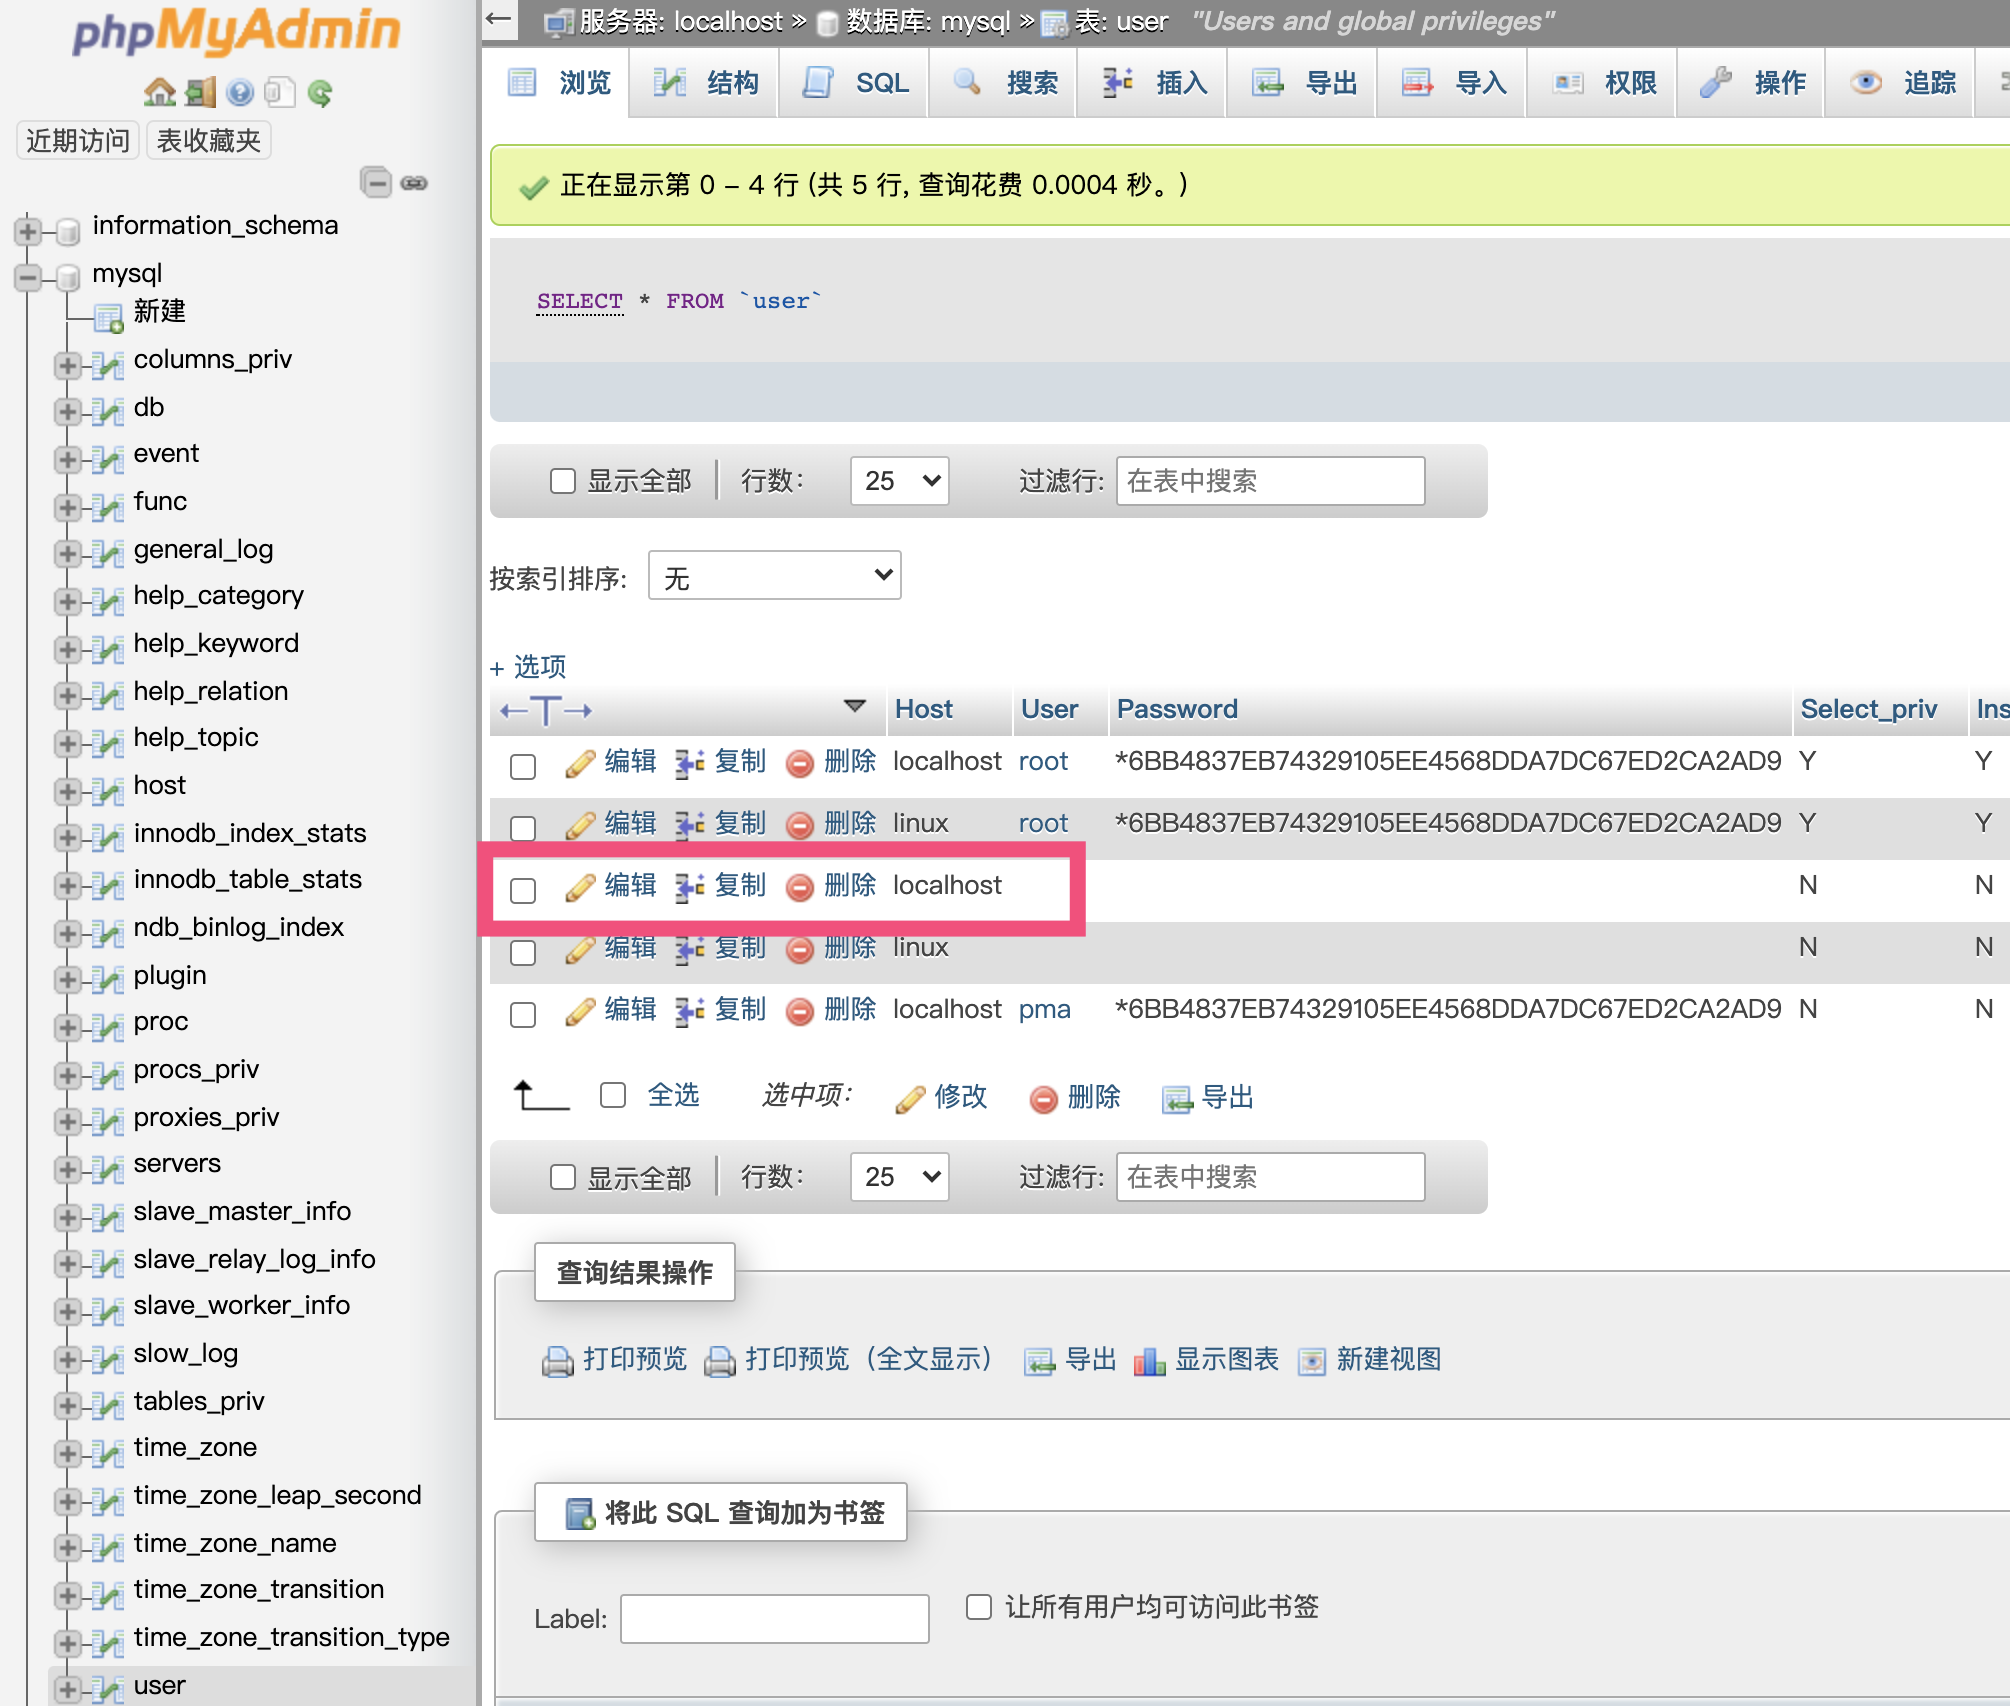 phpMyAdmin
近期访问 表收藏夹
information_schema
mysql
新建
columns_priv
db
event
func
general_log
help_category
help_keyword
help_relation
help_topic
host
innodb_index_stats
innodb_table_stats
ndb_binlog_index
plugin
proc
procs_priv
proxies_priv
servers
slave_master_info
slave_relay_log_info
slave_worker_info
slow_log
tables_priv
time_zone
time_zone_leap_second
time_zone_name
time_zone_transition
time_zone_transition_type
user
服务器: localhost » 数据库: mysql » 表: user "Users and global privileges"
浏览 结构 SQL 搜索 插入 导出 导入 权限 操作 追踪
正在显示第 0 – 4 行 (共 5 行, 查询花费 0.0004 秒。)
SELECT * FROM `user`
显示全部 行数: 25 过滤行: 在表中搜索
按索引排序: 无
+ 选项
←T→ Host User Password Select_priv Ins
编辑 复制 删除 localhost root *6BB4837EB74329105EE4568DDA7DC67ED2CA2AD9 Y Y
编辑 复制 删除 linux root *6BB4837EB74329105EE4568DDA7DC67ED2CA2AD9 Y Y
编辑 复制 删除 localhost N N
编辑 复制 删除 linux N N
编辑 复制 删除 localhost pma *6BB4837EB74329105EE4568DDA7DC67ED2CA2AD9 N N
全选 选中项: 修改 删除 导出
显示全部 行数: 25 过滤行: 在表中搜索
查询结果操作
打印预览 打印预览（全文显示） 导出 显示图表 新建视图
将此 SQL 查询加为书签
Label: 让所有用户均可访问此书签